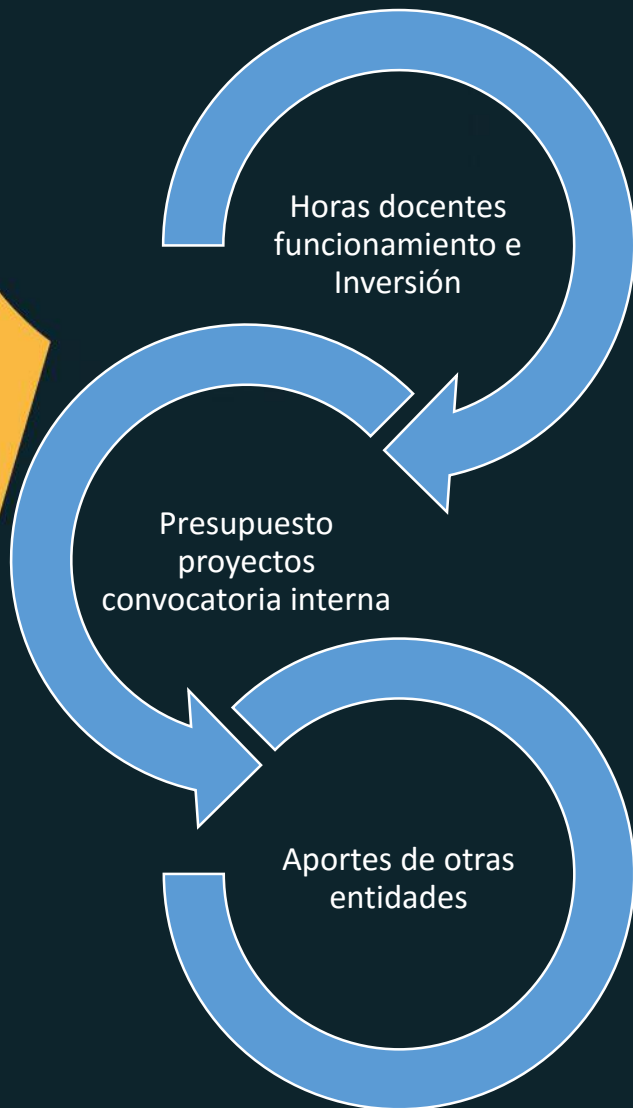 Horas docentes
funcionamiento e
Inversión
Presupuesto
proyectos
convocatoria interna
Aportes de otras
entidades